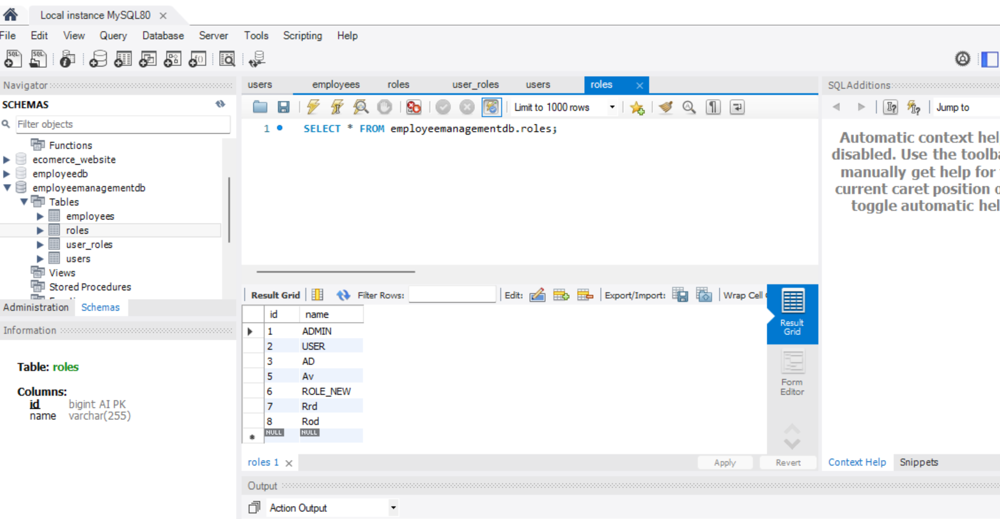 Local instance MySQL80
File Edit View Query Database Server Tools Scripting Help
Navigator
SCHEMAS
Filter objects
Functions
ecomerce_website
employeedb
employeemanagementdb
Tables
employees
roles
user_roles
users
Views
Stored Procedures
Administration Schemas
Information
Table: roles
Columns:
id bigint AI PK
name varchar(255)
users employees roles user_roles users roles
Limit to 1000 rows
1 SELECT * FROM employeemanagementdb.roles;
Result Grid Filter Rows: Edit: Export/Import: Wrap Cell
id name
1 ADMIN
2 USER
3 AD
5 Av
6 ROLE_NEW
7 Rrd
8 Rod
NULL NULL
Result
Grid
Form
Editor
roles 1 Apply Revert
Output
Action Output
SQLAdditions
Jump to
Automatic context hel
disabled. Use the toolba
manually get help for
current caret position o
toggle automatic hel
Context Help Snippets